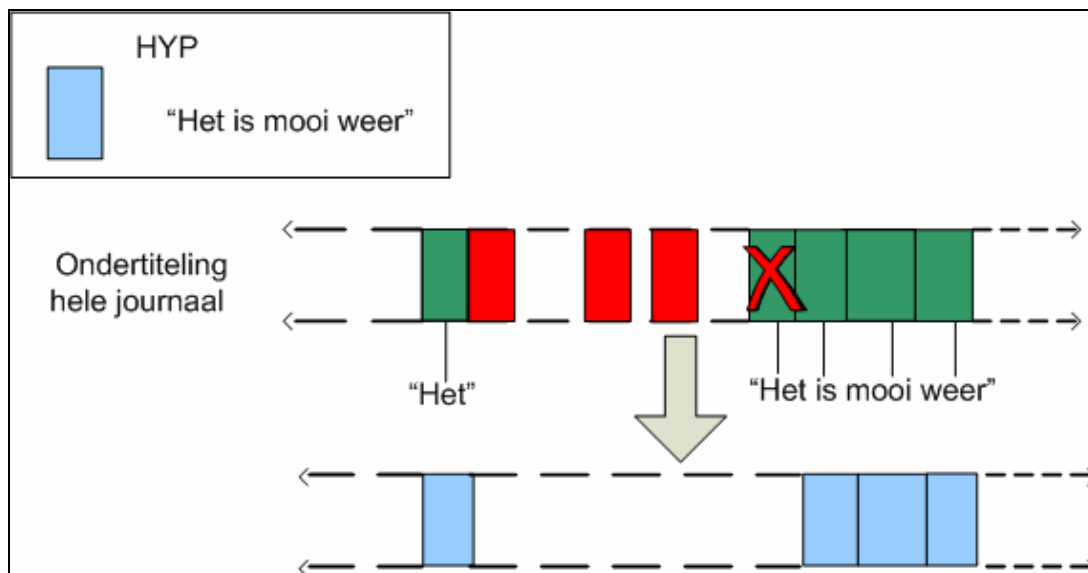 HYP
“Het is mooi weer”
Ondertiteling
hele journaal
“Het”
“Het is mooi weer”